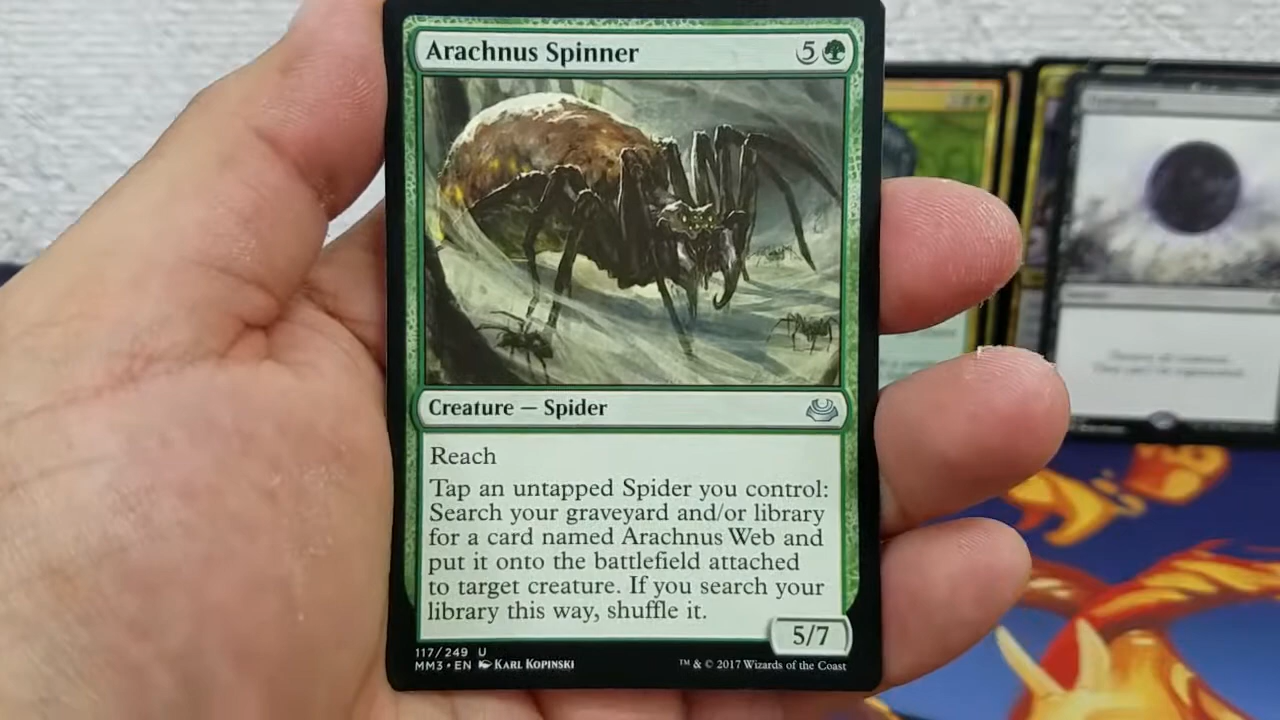 Arachnus Spinner 5
Creature — Spider
Reach
Tap an untapped Spider you control:
Search your graveyard and/or library
for a card named Arachnus Web and
put it onto the battlefield attached
to target creature. If you search your
library this way, shuffle it.
5/7
117/249 U
MM3 • EN KARL KOPINSKI
™ & © 2017 Wizards of the Coast